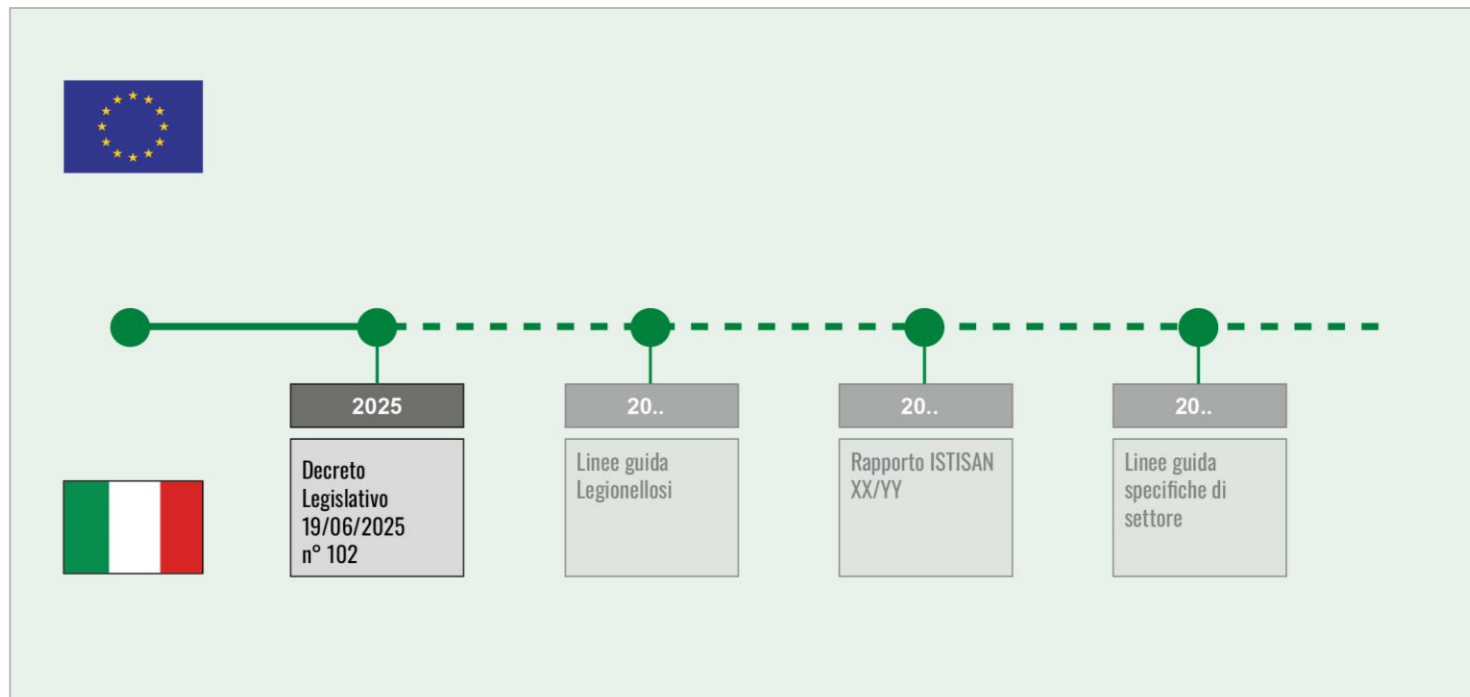 2025
Decreto
Legislativo
19/06/2025
n° 102
20..
Linee guida
Legionellosi
20..
Rapporto ISTISAN
XX/YY
20..
Linee guida
specifiche di
settore